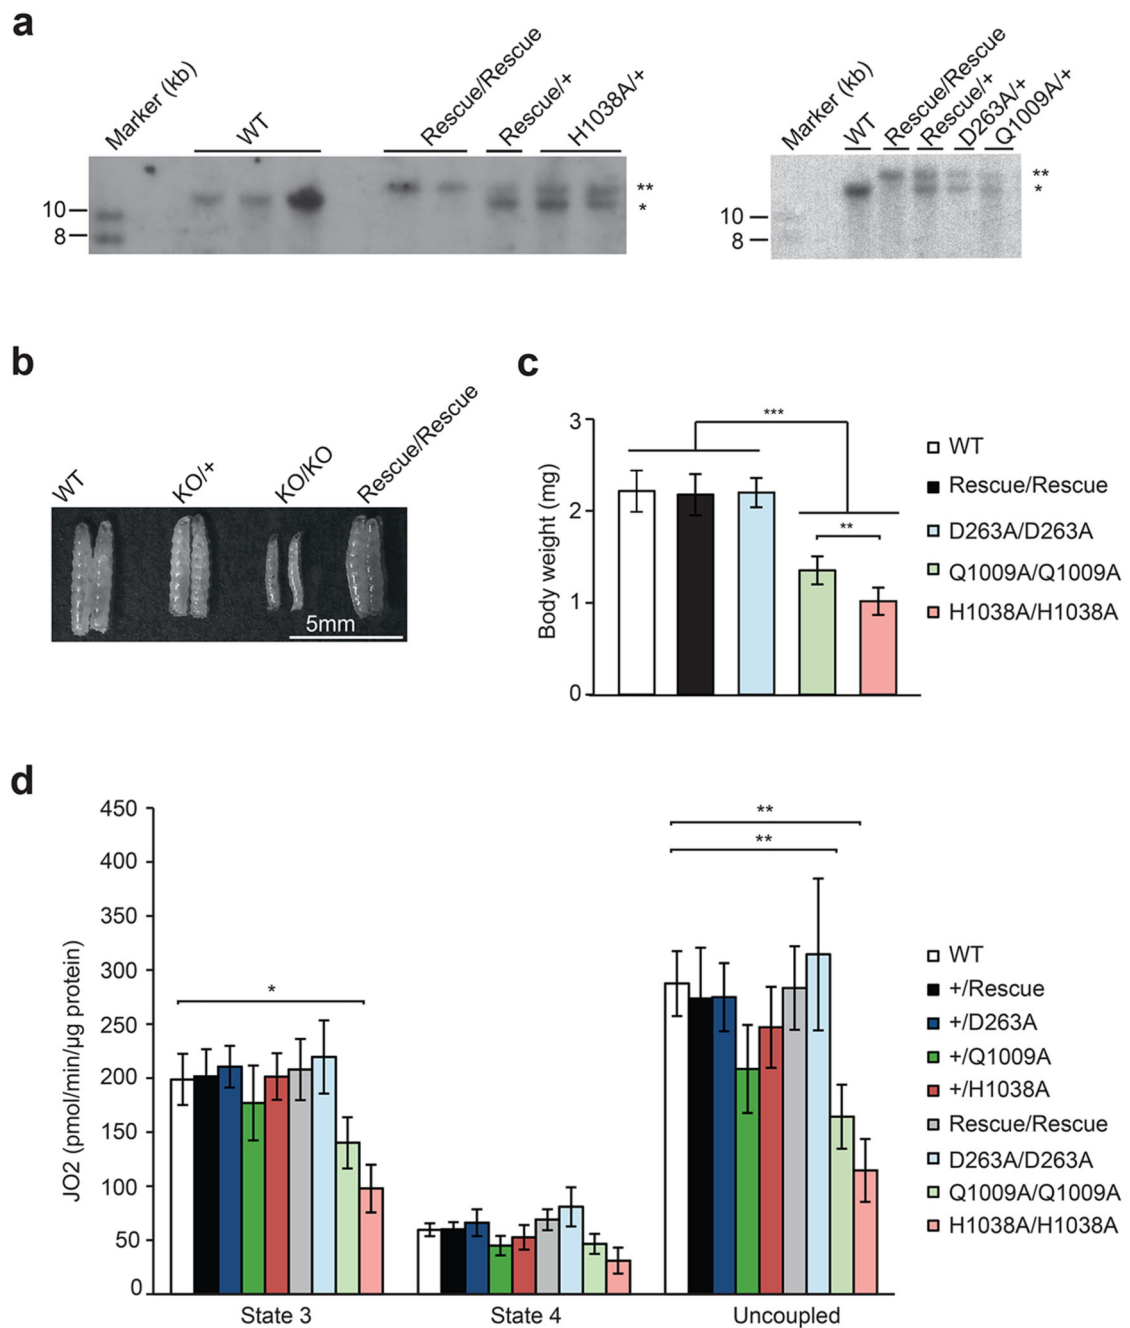 a
Marker (kb)
WT
Rescue/Rescue
Rescue/+
H1038A/+
10
8
**
*
Marker (kb)
WT
Rescue/Rescue
Rescue/+
D263A/+
Q1009A/+
10
8
**
*
b
WT
KO/+
KO/KO
Rescue/Rescue
5mm
c
Body weight (mg)
3
2
1
0
***
**
WT
Rescue/Rescue
D263A/D263A
Q1009A/Q1009A
H1038A/H1038A
d
JO2 (pmol/min/µg protein)
450
400
350
300
250
200
150
100
50
0
*
**
**
State 3
State 4
Uncoupled
WT
+/Rescue
+/D263A
+/Q1009A
+/H1038A
Rescue/Rescue
D263A/D263A
Q1009A/Q1009A
H1038A/H1038A